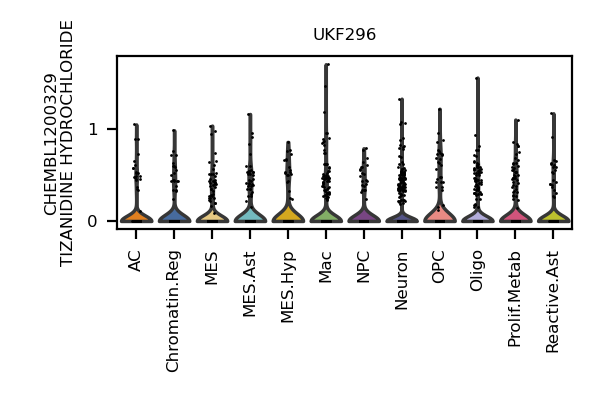 UKF296
CHEMBL1200329
TIZANIDINE HYDROCHLORIDE
1
0
AC
Chromatin.Reg
MES
MES.Ast
MES.Hyp
Mac
NPC
Neuron
OPC
Oligo
Prolif.Metab
Reactive.Ast